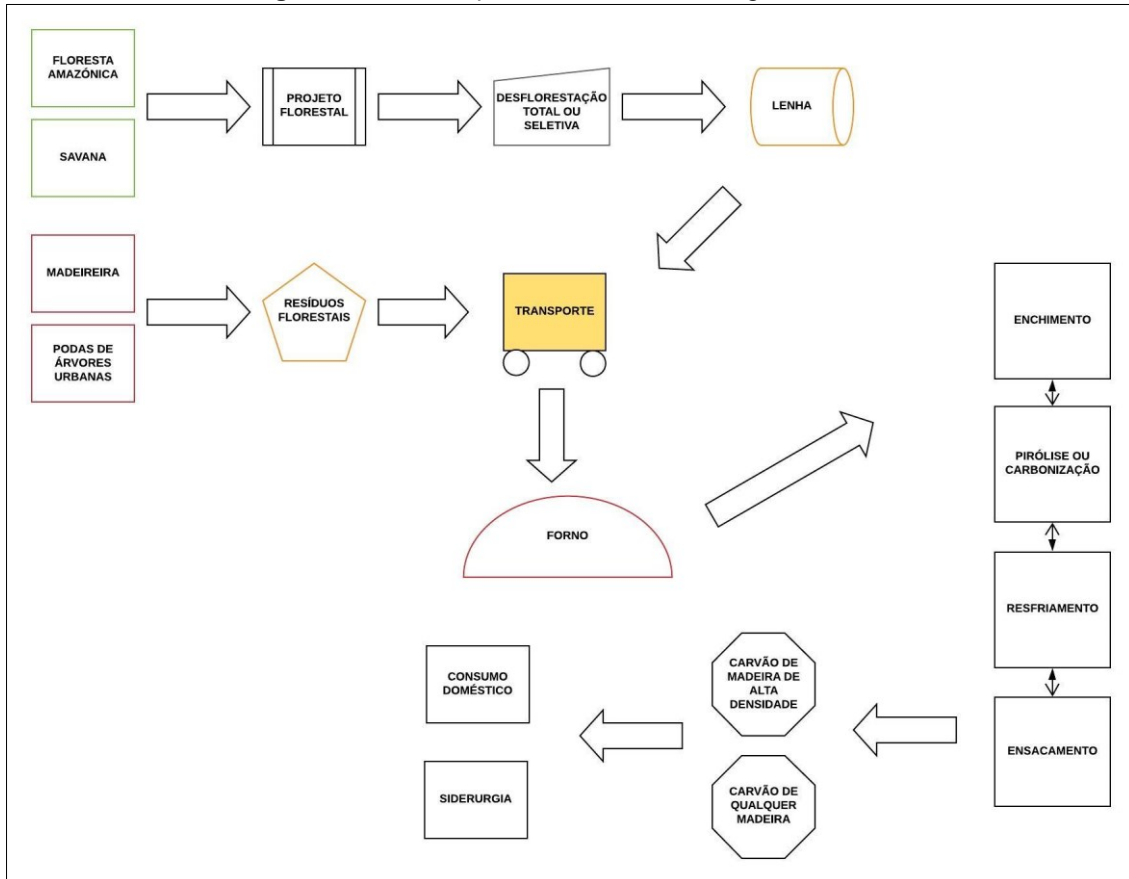 FLORESTA
AMAZÓNICA
PROJETO
FLORESTAL
DESFLORESTAÇÃO
TOTAL OU
SELETIVA
LENHA
SAVANA
MADEIREIRA
RESÍDUOS
FLORESTAIS
PODAS DE
ÁRVORES
URBANAS
TRANSPORTE
FORNO
ENCHIMENTO
PIRÓLISE OU
CARBONIZAÇÃO
RESFRIAMENTO
ENSACAMENTO
CARVÃO DE
MADEIRA DE
ALTA
DENSIDADE
CARVÃO DE
QUALQUER
MADEIRA
CONSUMO
DOMÉSTICO
SIDERURGIA